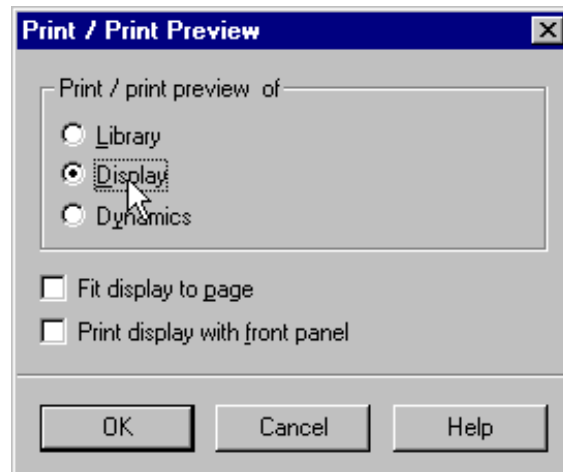 Print / Print Preview
Print / print preview of
Library
Display
Dynamics
Fit display to page
Print display with front panel
OK Cancel Help